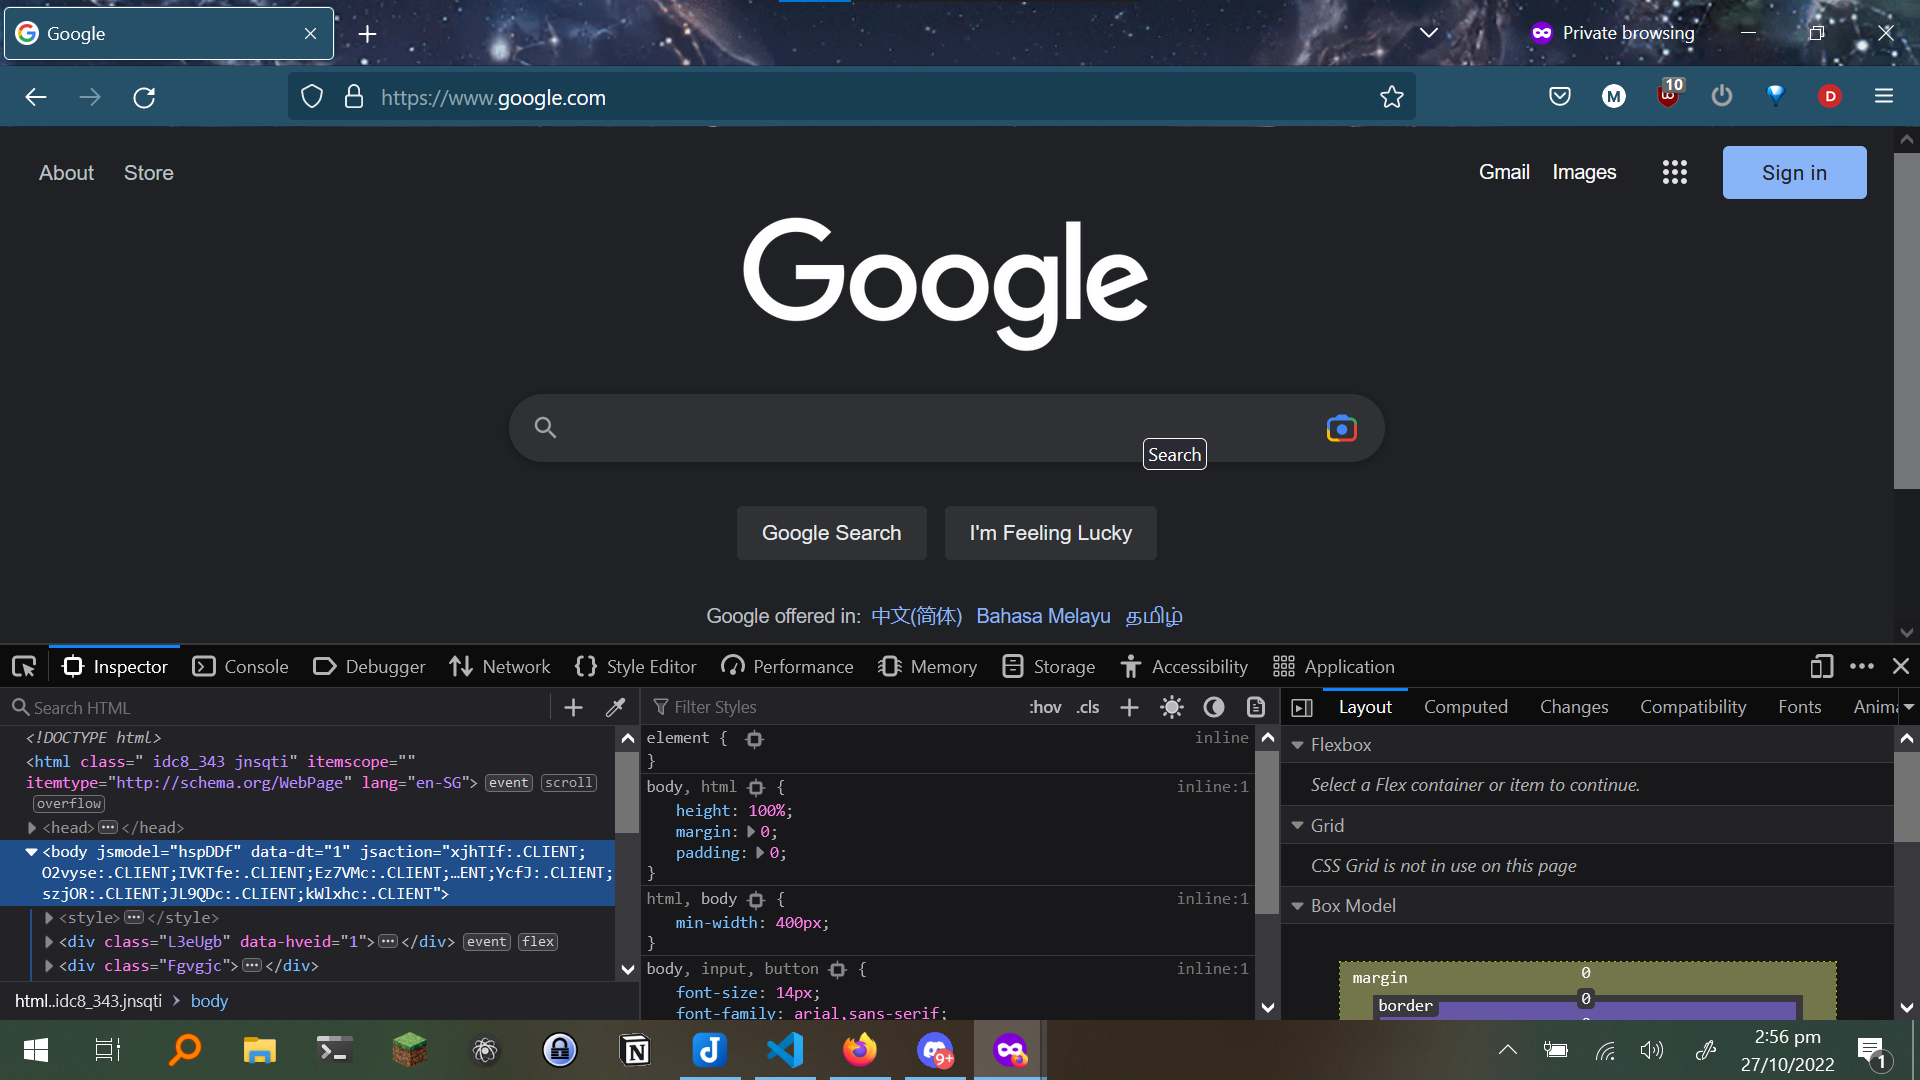 Google
Private browsing
https://www.google.com
M
10
D
About Store
Gmail Images
Sign in
Google
Search
Google Search I'm Feeling Lucky
Google offered in: 中文(简体) Bahasa Melayu தமிழ்
Inspector Console Debugger Network Style Editor Performance Memory Storage Accessibility Application
Search HTML
<!DOCTYPE html>
<html class=" idc8_343 jnsqti" itemscope=""
itemtype="http://schema.org/WebPage" lang="en-SG"> event scroll
overflow
<head> ••• </head>
<body jsmodel="hspDDf" data-dt="1" jsaction="xjhTIf:.CLIENT;
O2vyse:.CLIENT;IVKTfe:.CLIENT;Ez7VMc:.CLIENT;…ENT;YcfJ:.CLIENT;
szjOR:.CLIENT;JL9QDc:.CLIENT;kWlxhc:.CLIENT">
<style> ••• </style>
<div class="L3eUgb" data-hveid="1"> ••• </div> event flex
<div class="Fgvgjc"> ••• </div>
html..idc8_343.jnsqti > body
Filter Styles
:hov .cls
element { inline
}
body, html { inline:1
height: 100%;
margin: 0;
padding: 0;
}
html, body { inline:1
min-width: 400px;
}
body, input, button { inline:1
font-size: 14px;
font-family: arial,sans-serif;
Layout Computed Changes Compatibility Fonts Anima
Flexbox
Select a Flex container or item to continue.
Grid
CSS Grid is not in use on this page
Box Model
margin 0
border 0
9+
2:56 pm
27/10/2022
1